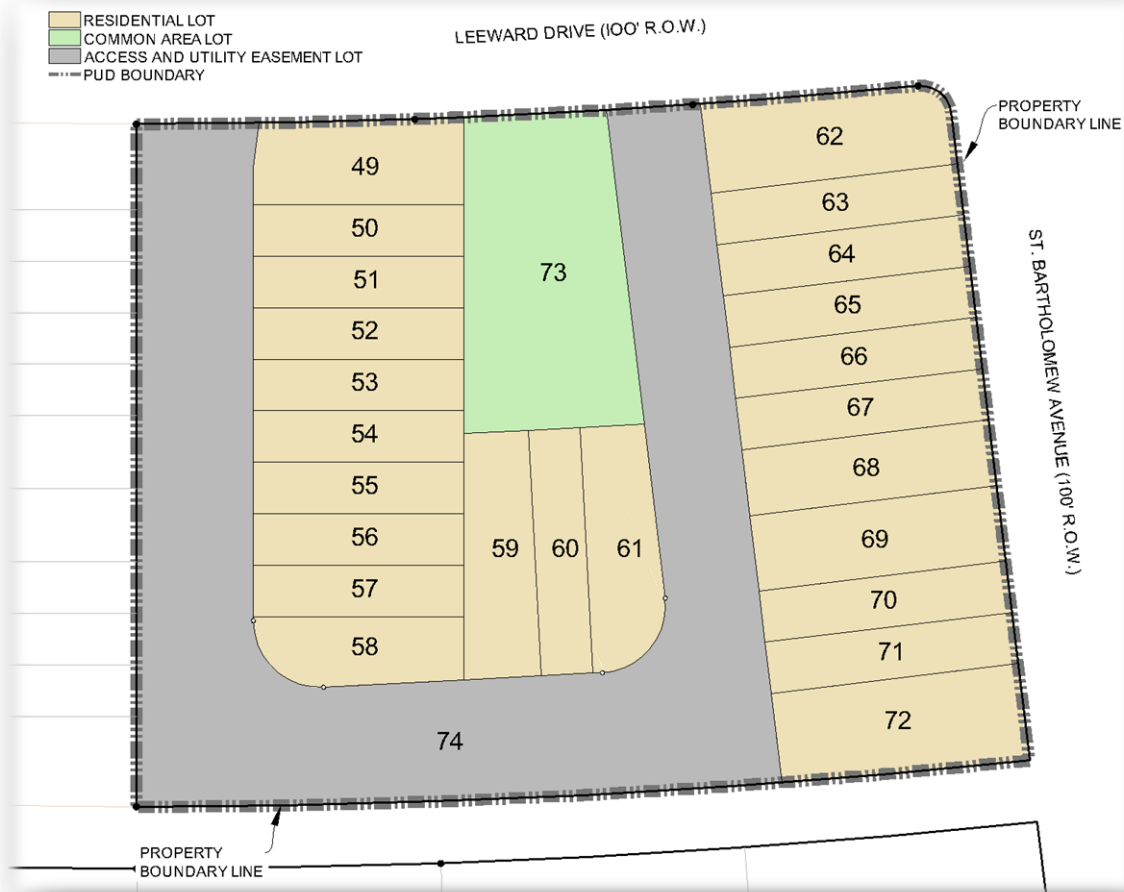 RESIDENTIAL LOT
COMMON AREA LOT
ACCESS AND UTILITY EASEMENT LOT
PUD BOUNDARY
LEEWARD DRIVE (IOO' R.O.W.)
PROPERTY
BOUNDARY LINE
49
50
51
52
53
54
55
56
57
58
73
59
60
61
62
63
64
65
66
67
68
69
70
71
72
74
ST. BARTHOLOMEW AVENUE (100' R.O.W.)
PROPERTY
BOUNDARY LINE